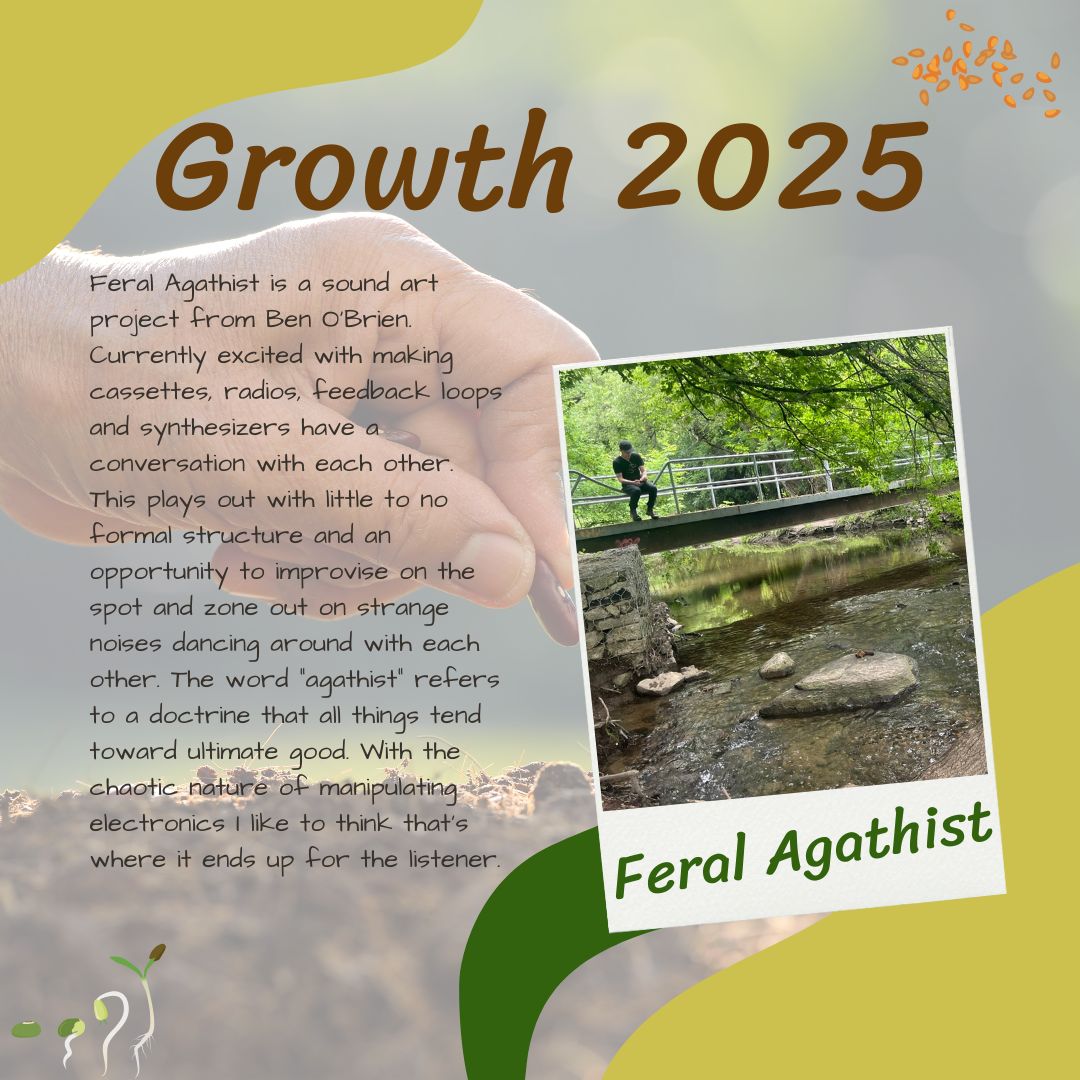 Growth 2025
Feral Agathist is a sound art
project from Ben O'Brien.
Currently excited with making
cassettes, radios, feedback loops
and synthesizers have a
conversation with each other.
This plays out with little to no
formal structure and an
opportunity to improvise on the
spot and zone out on strange
noises dancing around with each
other. The word "agathist" refers
to a doctrine that all things tend
toward ultimate good. With the
chaotic nature of manipulating
electronics I like to think that's
where it ends up for the listener.
Feral Agathist